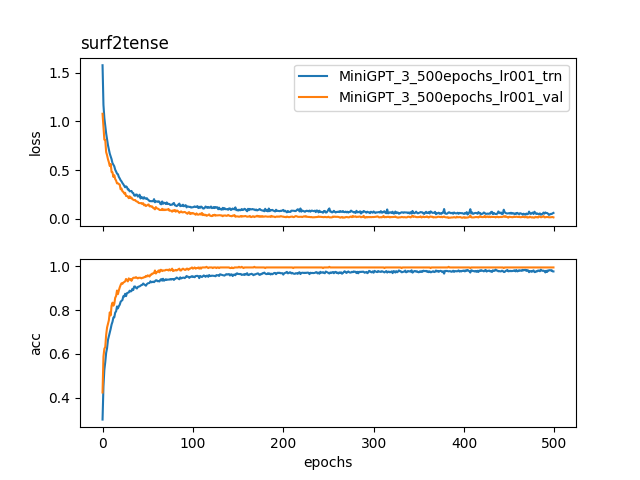 surf2tense
1.5
1.0
0.5
0.0
loss
MiniGPT_3_500epochs_lr001_trn
MiniGPT_3_500epochs_lr001_val
1.0
0.8
0.6
0.4
acc
0 100 200 300 400 500
epochs